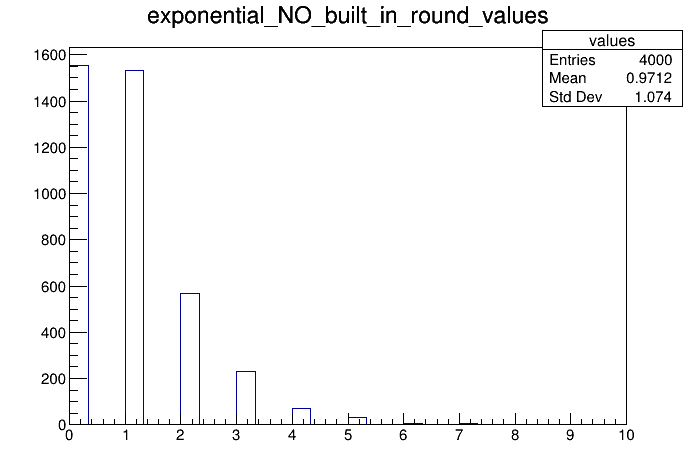 exponential_NO_built_in_round_values
values
Entries 4000
Mean 0.9712
Std Dev 1.074
1600
1400
1200
1000
800
600
400
200
0
0 1 2 3 4 5 6 7 8 9 10